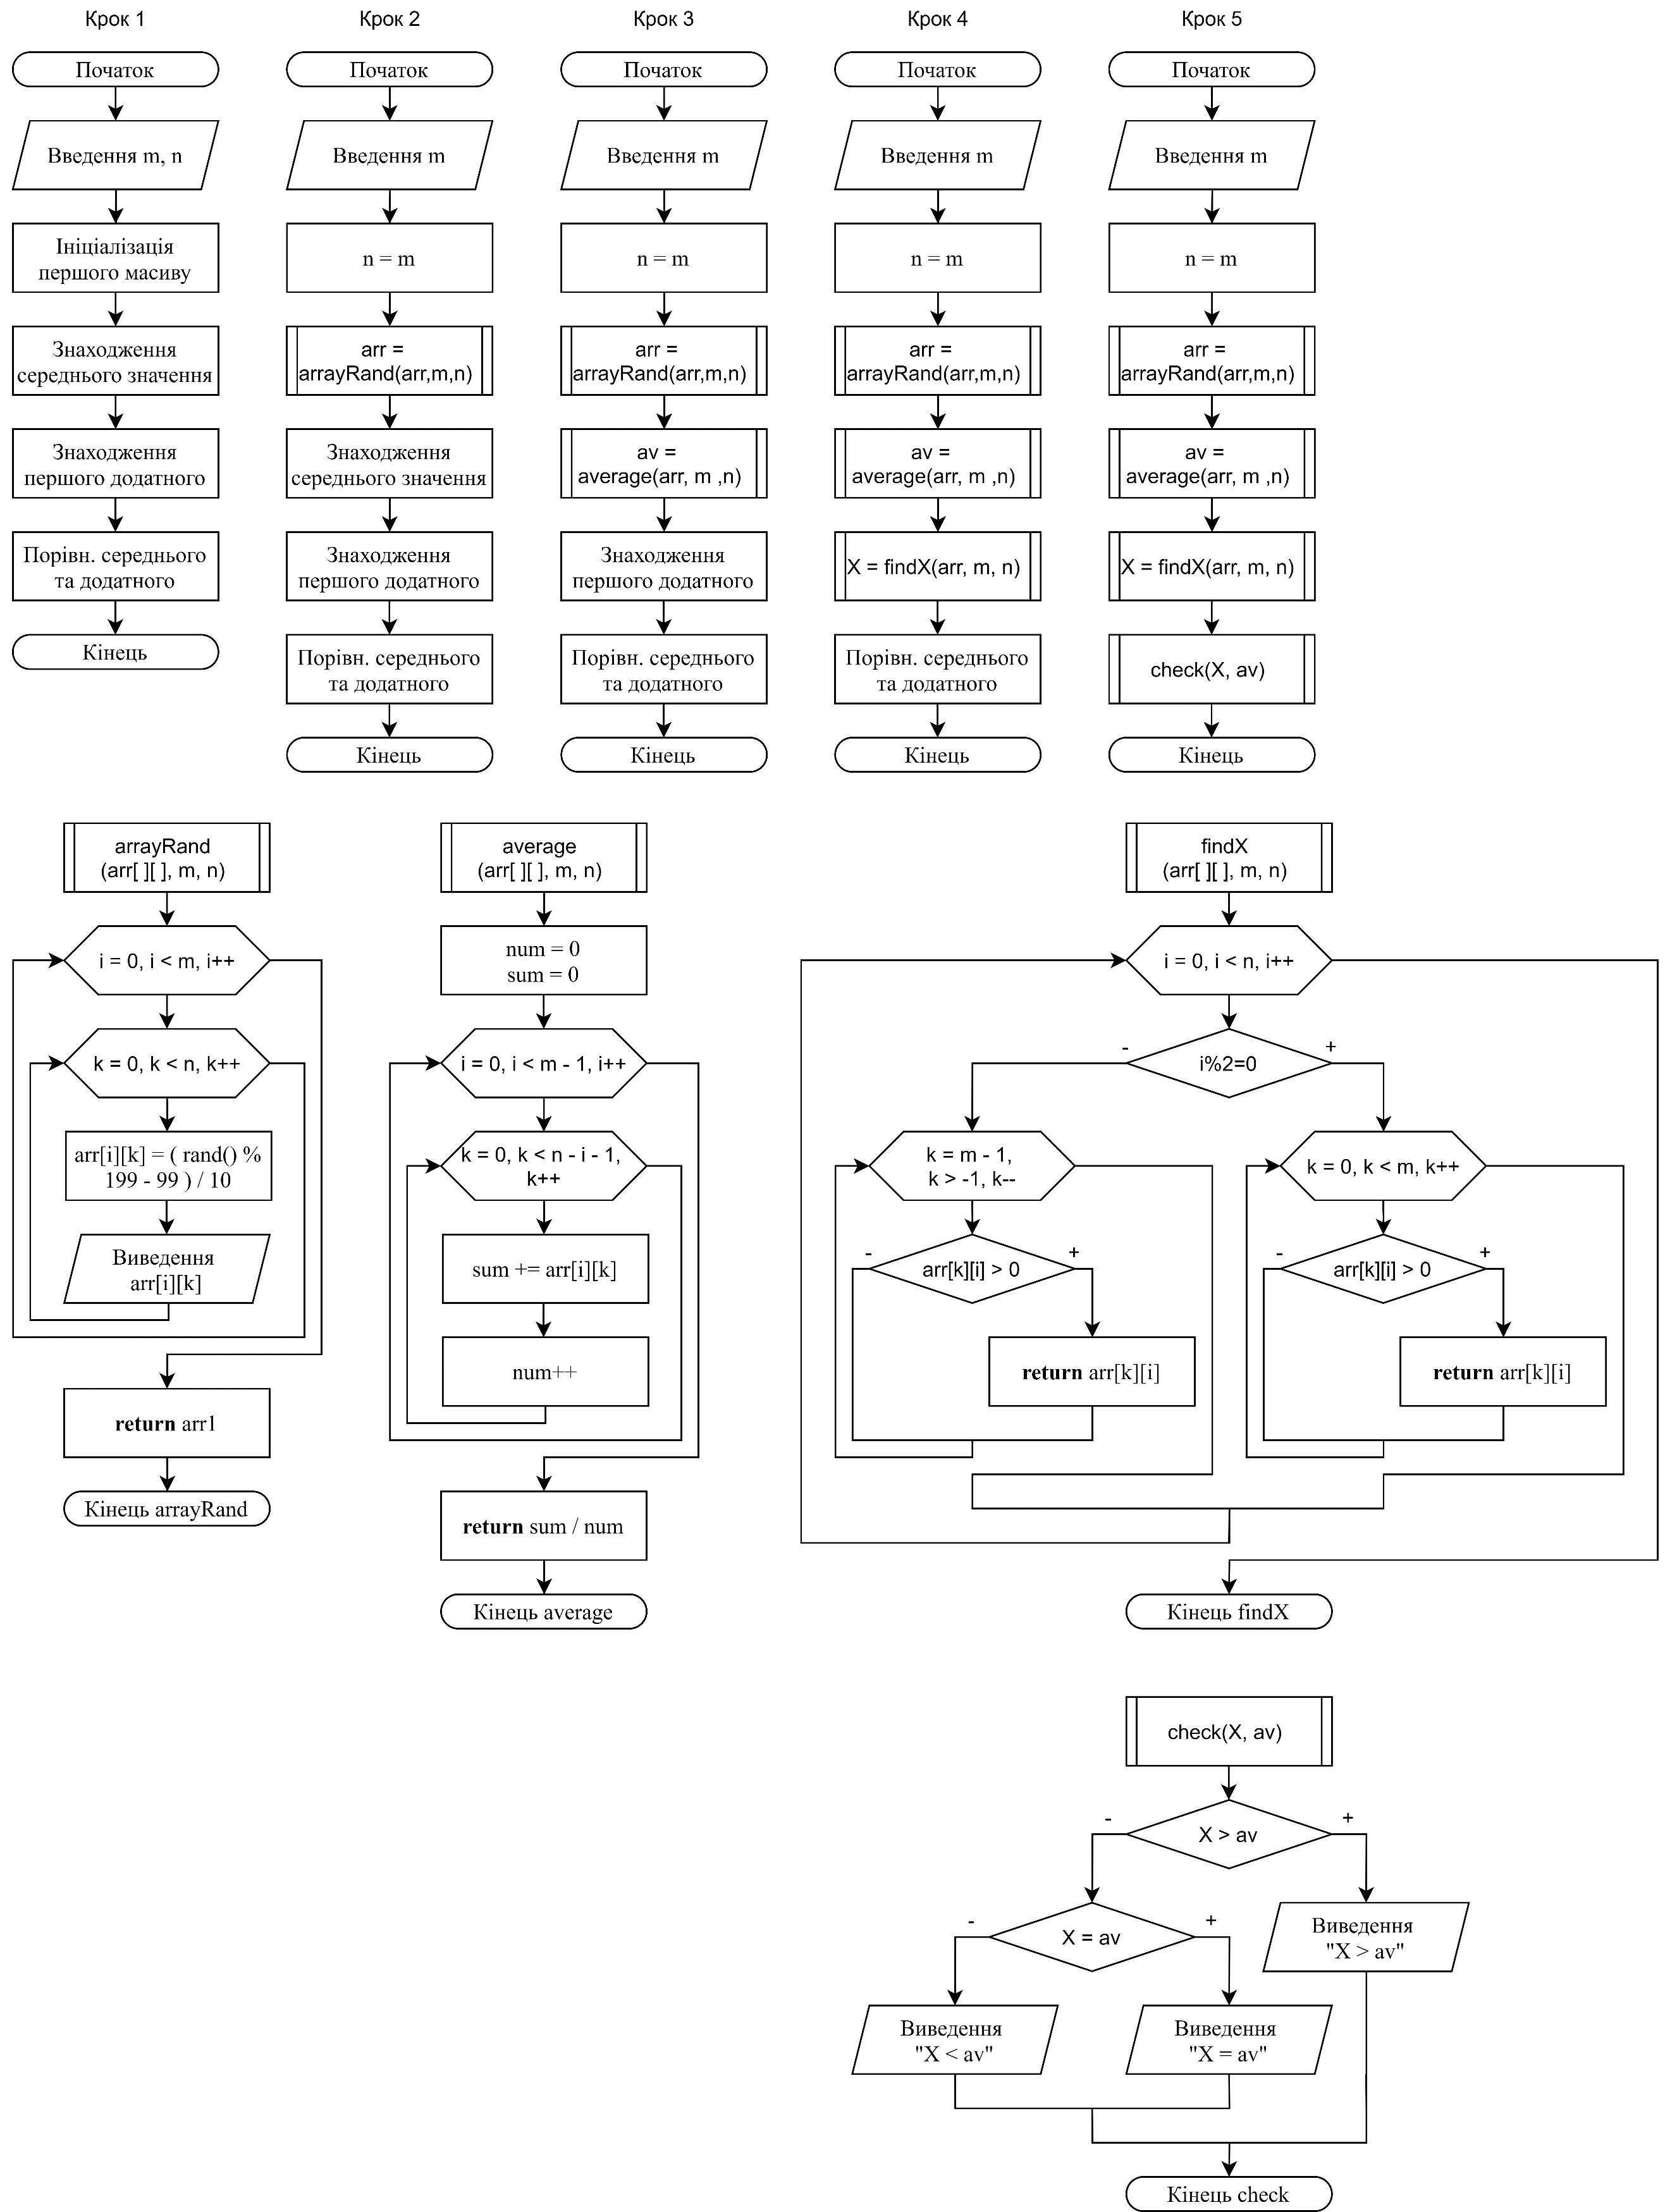 Крок 1
Початок
Введення m, n
Ініціалізація
першого масиву
Знаходження
середнього значення
Знаходження
першого додатного
Порівн. середнього
та додатного
Кінець
Крок 2
Початок
Введення m
n = m
arr =
arrayRand(arr,m,n)
Знаходження
середнього значення
Знаходження
першого додатного
Порівн. середнього
та додатного
Кінець
Крок 3
Початок
Введення m
n = m
arr =
arrayRand(arr,m,n)
av =
average(arr, m ,n)
Знаходження
першого додатного
Порівн. середнього
та додатного
Кінець
Крок 4
Початок
Введення m
n = m
arr =
arrayRand(arr,m,n)
av =
average(arr, m ,n)
X = findX(arr, m, n)
Порівн. середнього
та додатного
Кінець
Крок 5
Початок
Введення m
n = m
arr =
arrayRand(arr,m,n)
av =
average(arr, m ,n)
X = findX(arr, m, n)
check(X, av)
Кінець
arrayRand
(arr[ ][ ], m, n)
i = 0, i < m, i++
k = 0, k < n, k++
arr[i][k] = ( rand() %
199 - 99 ) / 10
Виведення
arr[i][k]
return arr1
Кінець arrayRand
average
(arr[ ][ ], m, n)
num = 0
sum = 0
i = 0, i < m - 1, i++
k = 0, k < n - i - 1,
k++
sum += arr[i][k]
num++
return sum / num
Кінець average
findX
(arr[ ][ ], m, n)
i = 0, i < n, i++
i%2=0
-
+
k = m - 1,
k > -1, k--
arr[k][i] > 0
-
+
return arr[k][i]
k = 0, k < m, k++
arr[k][i] > 0
-
+
return arr[k][i]
Кінець findX
check(X, av)
X > av
-
+
X = av
-
+
Виведення
"X > av"
Виведення
"X < av"
Виведення
"X = av"
Кінець check